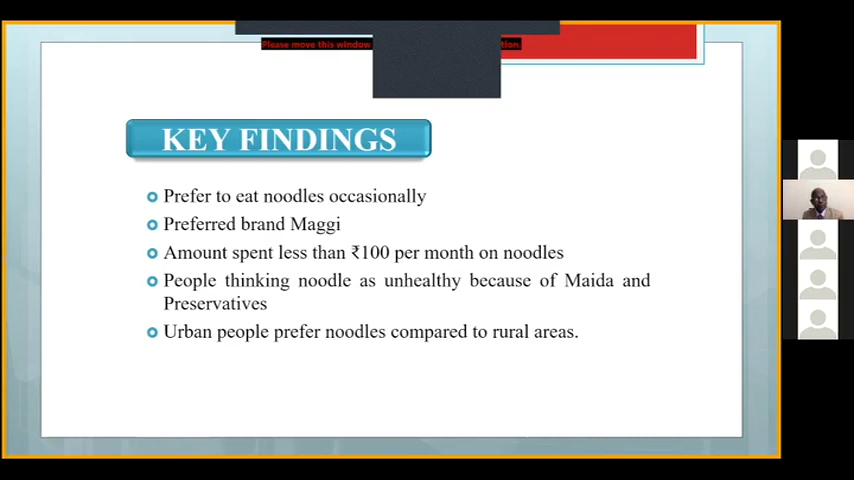 Please move this window tion.
KEY FINDINGS
Prefer to eat noodles occasionally
Preferred brand Maggi
Amount spent less than ₹100 per month on noodles
People thinking noodle as unhealthy because of Maida and
Preservatives
Urban people prefer noodles compared to rural areas.